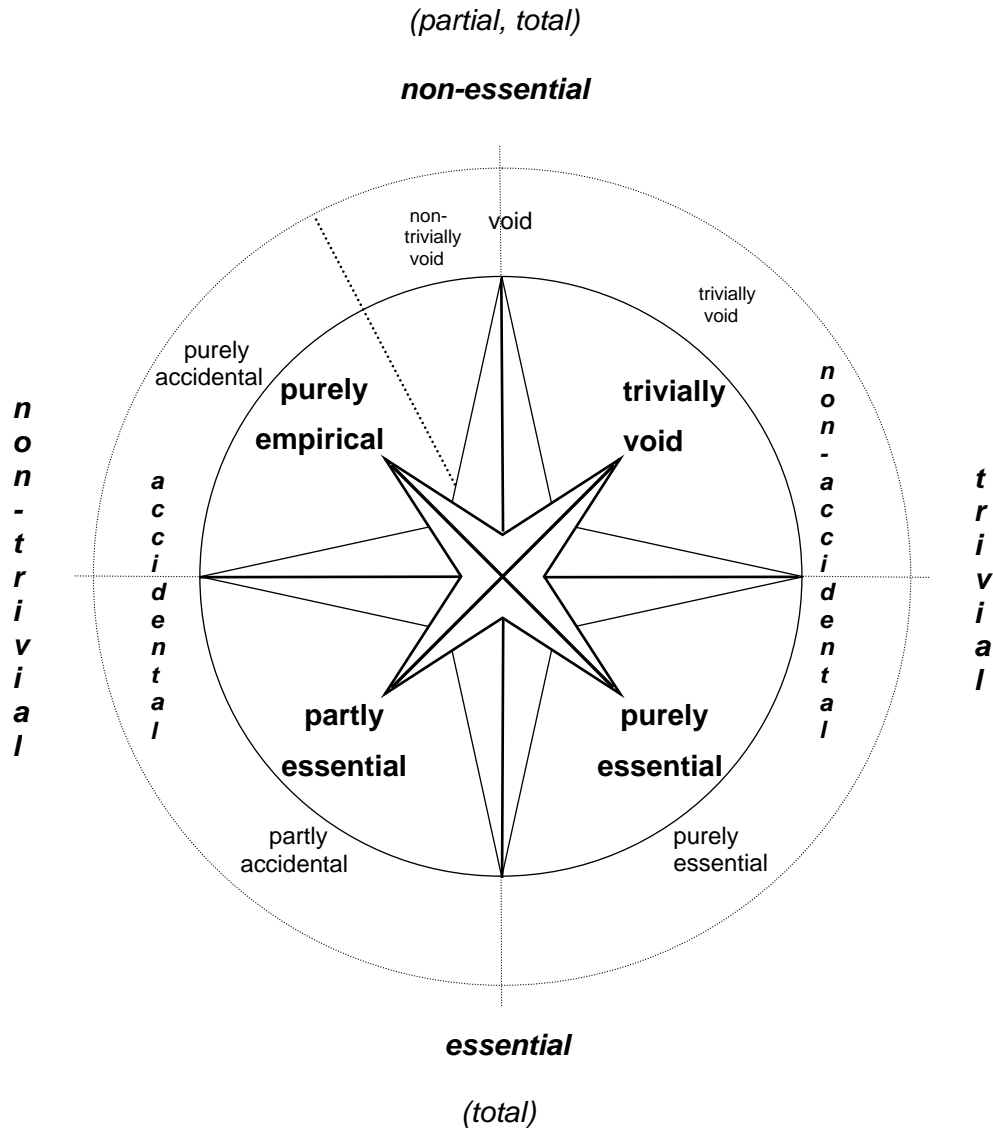 (partial, total)
non-essential
non-
trivially
void
void
trivially
void
purely
accidental
purely
empirical
trivially
void
non-trivial
accidental
non-accidental
trivial
partly
essential
purely
essential
partly
accidental
purely
essential
essential
(total)